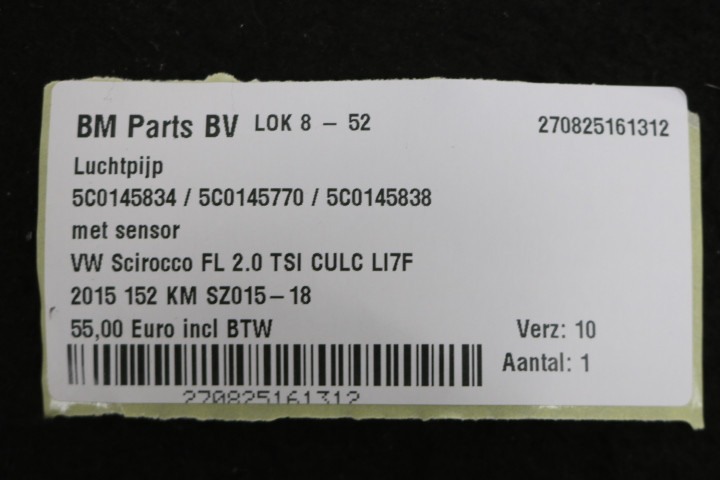 BM Parts BV LOK 8 - 52 270825161312
Luchtpijp
5C0145834 / 5C0145770 / 5C0145838
met sensor
VW Scirocco FL 2.0 TSI CULC LI7F
2015 152 KM SZ015-18
55,00 Euro incl BTW Verz: 10
Aantal: 1
270825161312